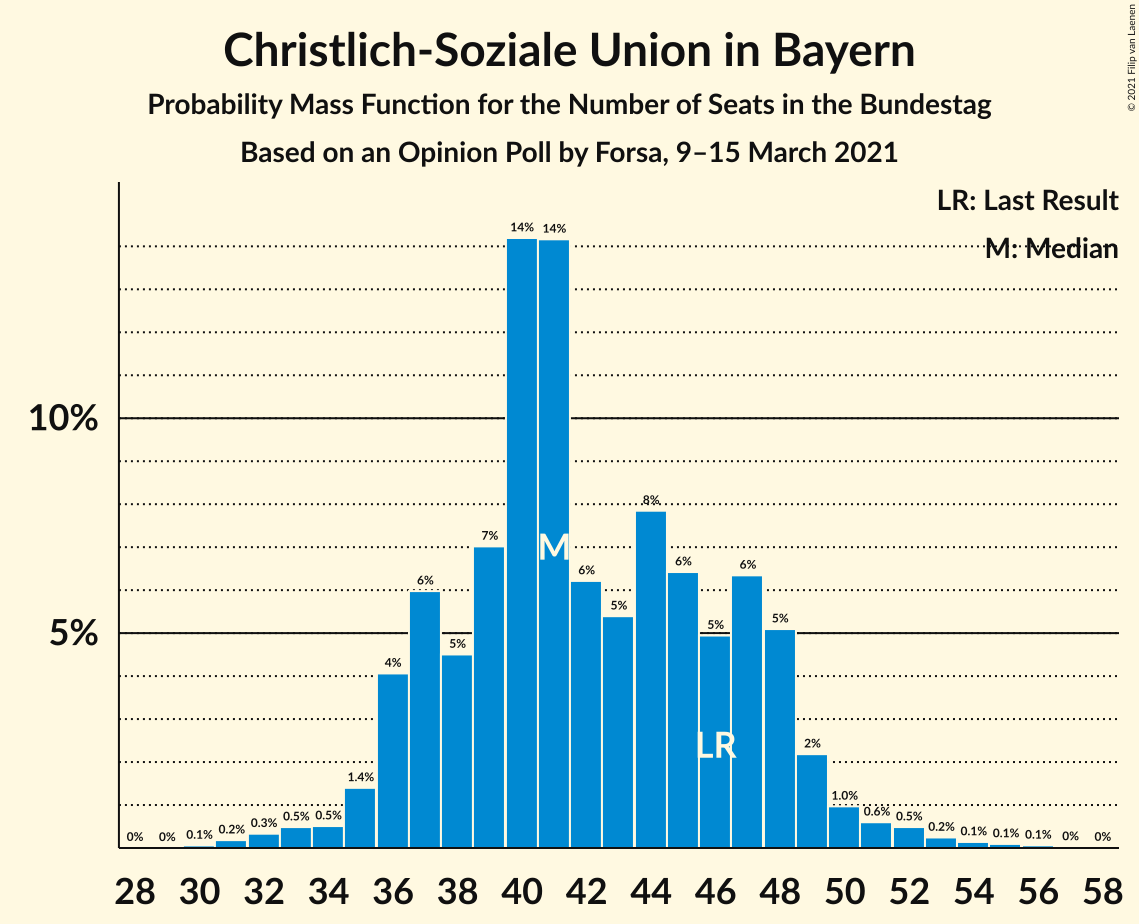 Christlich-Soziale Union in Bayern
Probability Mass Function for the Number of Seats in the Bundestag
Based on an Opinion Poll by Forsa, 9–15 March 2021
© 2021 Filip van Laenen
LR: Last Result
M: Median
10%
5%
0% 0% 0.1% 0.2% 0.3% 0.5% 0.5% 1.4% 4% 6% 5% 7% 14% 14% 6% 5% 8% 6% 5% 6% 5% 2% 1.0% 0.6% 0.5% 0.2% 0.1% 0.1% 0.1% 0% 0%
M
LR
28 30 32 34 36 38 40 42 44 46 48 50 52 54 56 58